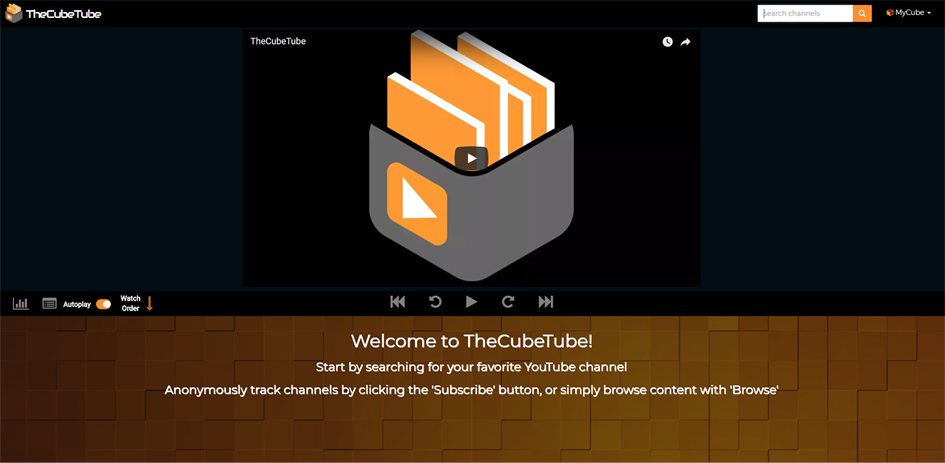 TheCubeTube
search channels
MyCube
TheCubeTube
Autoplay
Watch
Order
Welcome to TheCubeTube!
Start by searching for your favorite YouTube channel
Anonymously track channels by clicking the 'Subscribe' button, or simply browse content with 'Browse'